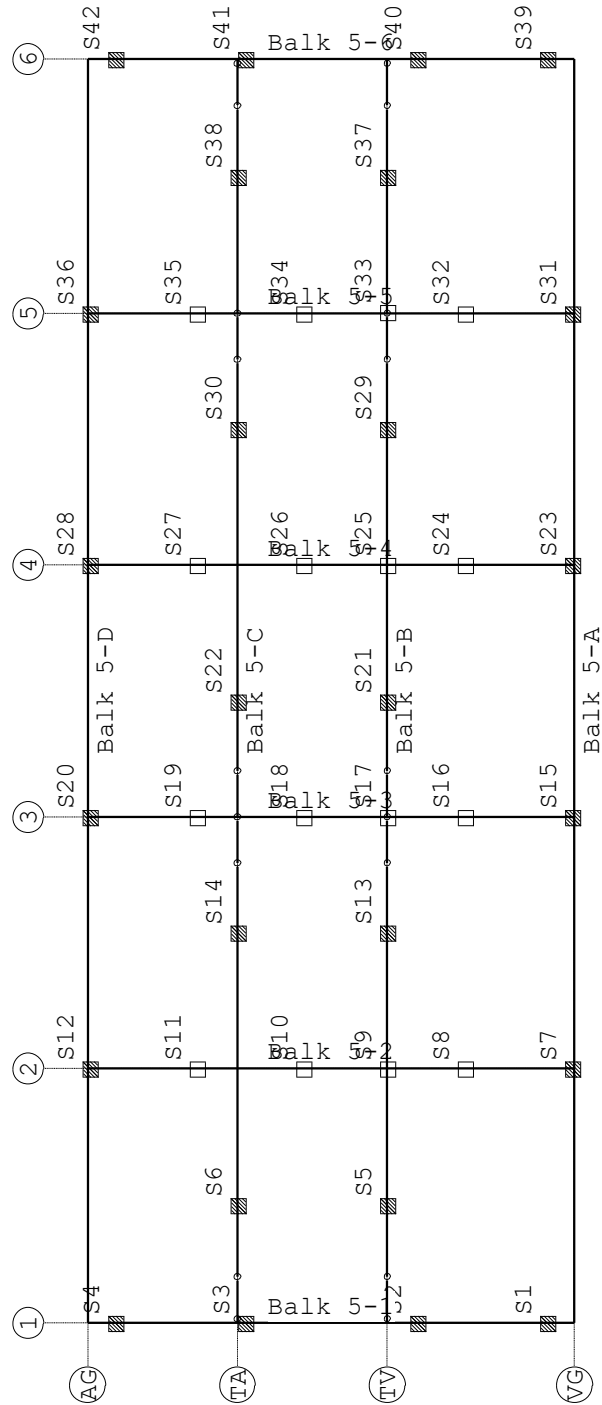 S42
S41
Balk 5-6
S40
S39
6
S38
S37
S36
S35
S34
Balk 5-5
S33
S32
S31
5
S30
S29
S28
S27
S26
Balk 5-4
S25
S24
S23
4
Balk 5-D
S22
Balk 5-C
S21
Balk 5-B
Balk 5-A
S20
S19
S18
Balk 5-3
S17
S16
S15
3
S14
S13
S12
S11
S10
Balk 5-2
S9
S8
S7
2
S6
S5
S4
S3
Balk 5-1
S2
S1
1
AG
TA
TV
VG